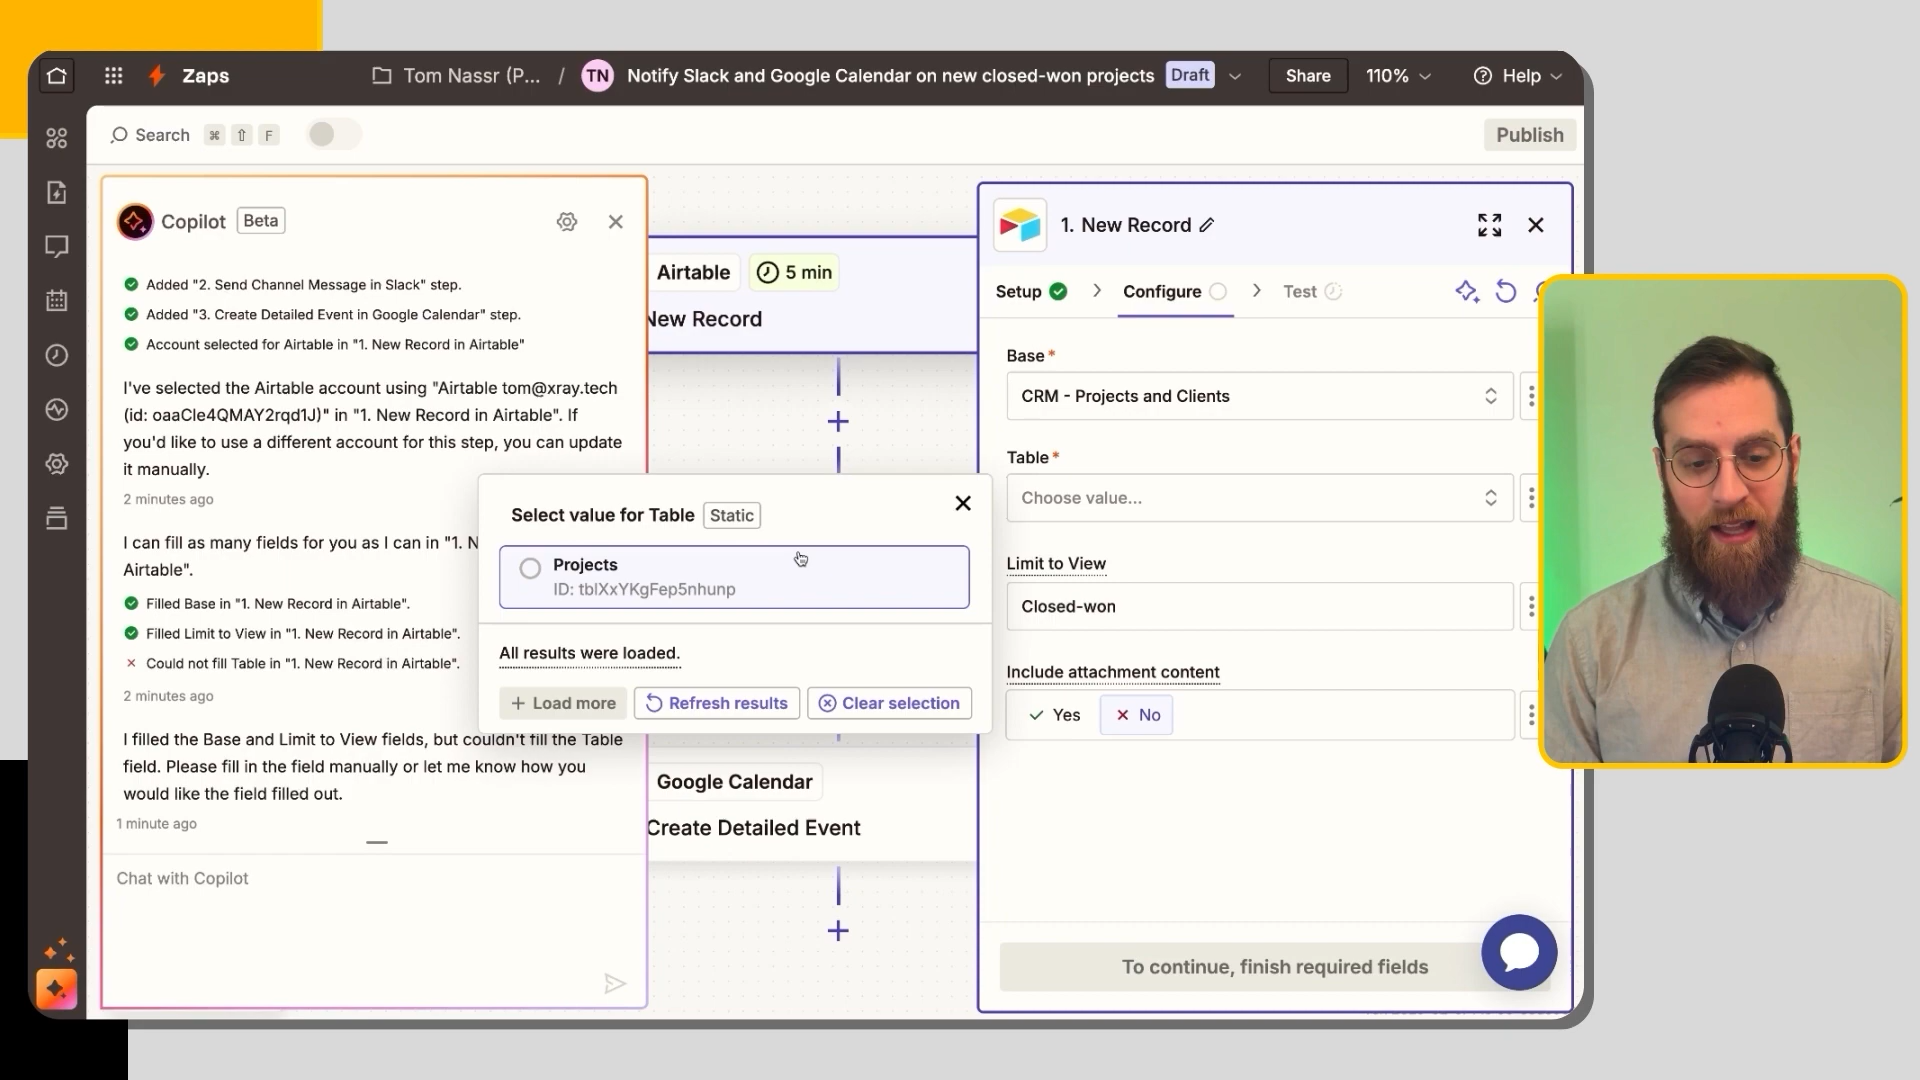 Zaps
Tom Nassr (P... / TN Notify Slack and Google Calendar on new closed-won projects Draft
Share
110%
Help
Search ⌘ ⇧ F
Publish
Copilot Beta
Added "2. Send Channel Message in Slack" step.
Added "3. Create Detailed Event in Google Calendar" step.
Account selected for Airtable in "1. New Record in Airtable"
I've selected the Airtable account using "Airtable tom@xray.tech
(id: oaaCle4QMAY2rqd1J)" in "1. New Record in Airtable". If
you'd like to use a different account for this step, you can update
it manually.
2 minutes ago
I can fill as many fields for you as I can in "1. N
Airtable".
Filled Base in "1. New Record in Airtable".
Filled Limit to View in "1. New Record in Airtable".
Could not fill Table in "1. New Record in Airtable".
2 minutes ago
I filled the Base and Limit to View fields, but couldn't fill the Table
field. Please fill in the field manually or let me know how you
would like the field filled out.
1 minute ago
Chat with Copilot
Airtable
5 min
New Record
Select value for Table Static
Projects
ID: tblXxYKgFep5nhunp
All results were loaded.
+ Load more
Refresh results
Clear selection
Google Calendar
Create Detailed Event
1. New Record
Setup
Configure
Test
Base*
CRM - Projects and Clients
Table*
Choose value...
Limit to View
Closed-won
Include attachment content
Yes
No
To continue, finish required fields